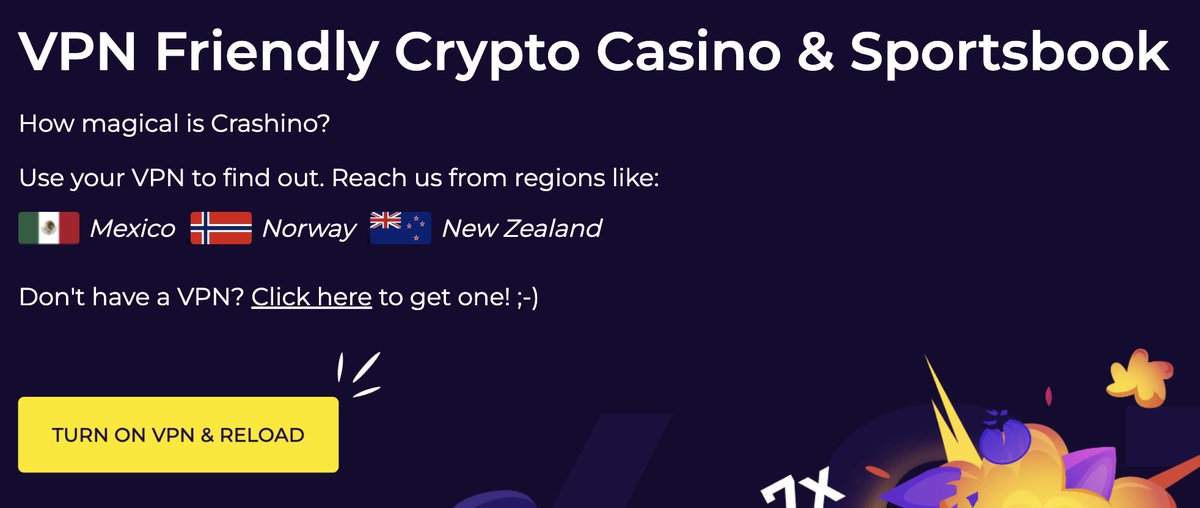 VPN Friendly Crypto Casino & Sportsbook
How magical is Crashino?
Use your VPN to find out. Reach us from regions like:
Mexico Norway New Zealand
Don't have a VPN? Click here to get one! ;-)
TURN ON VPN & RELOAD
7x